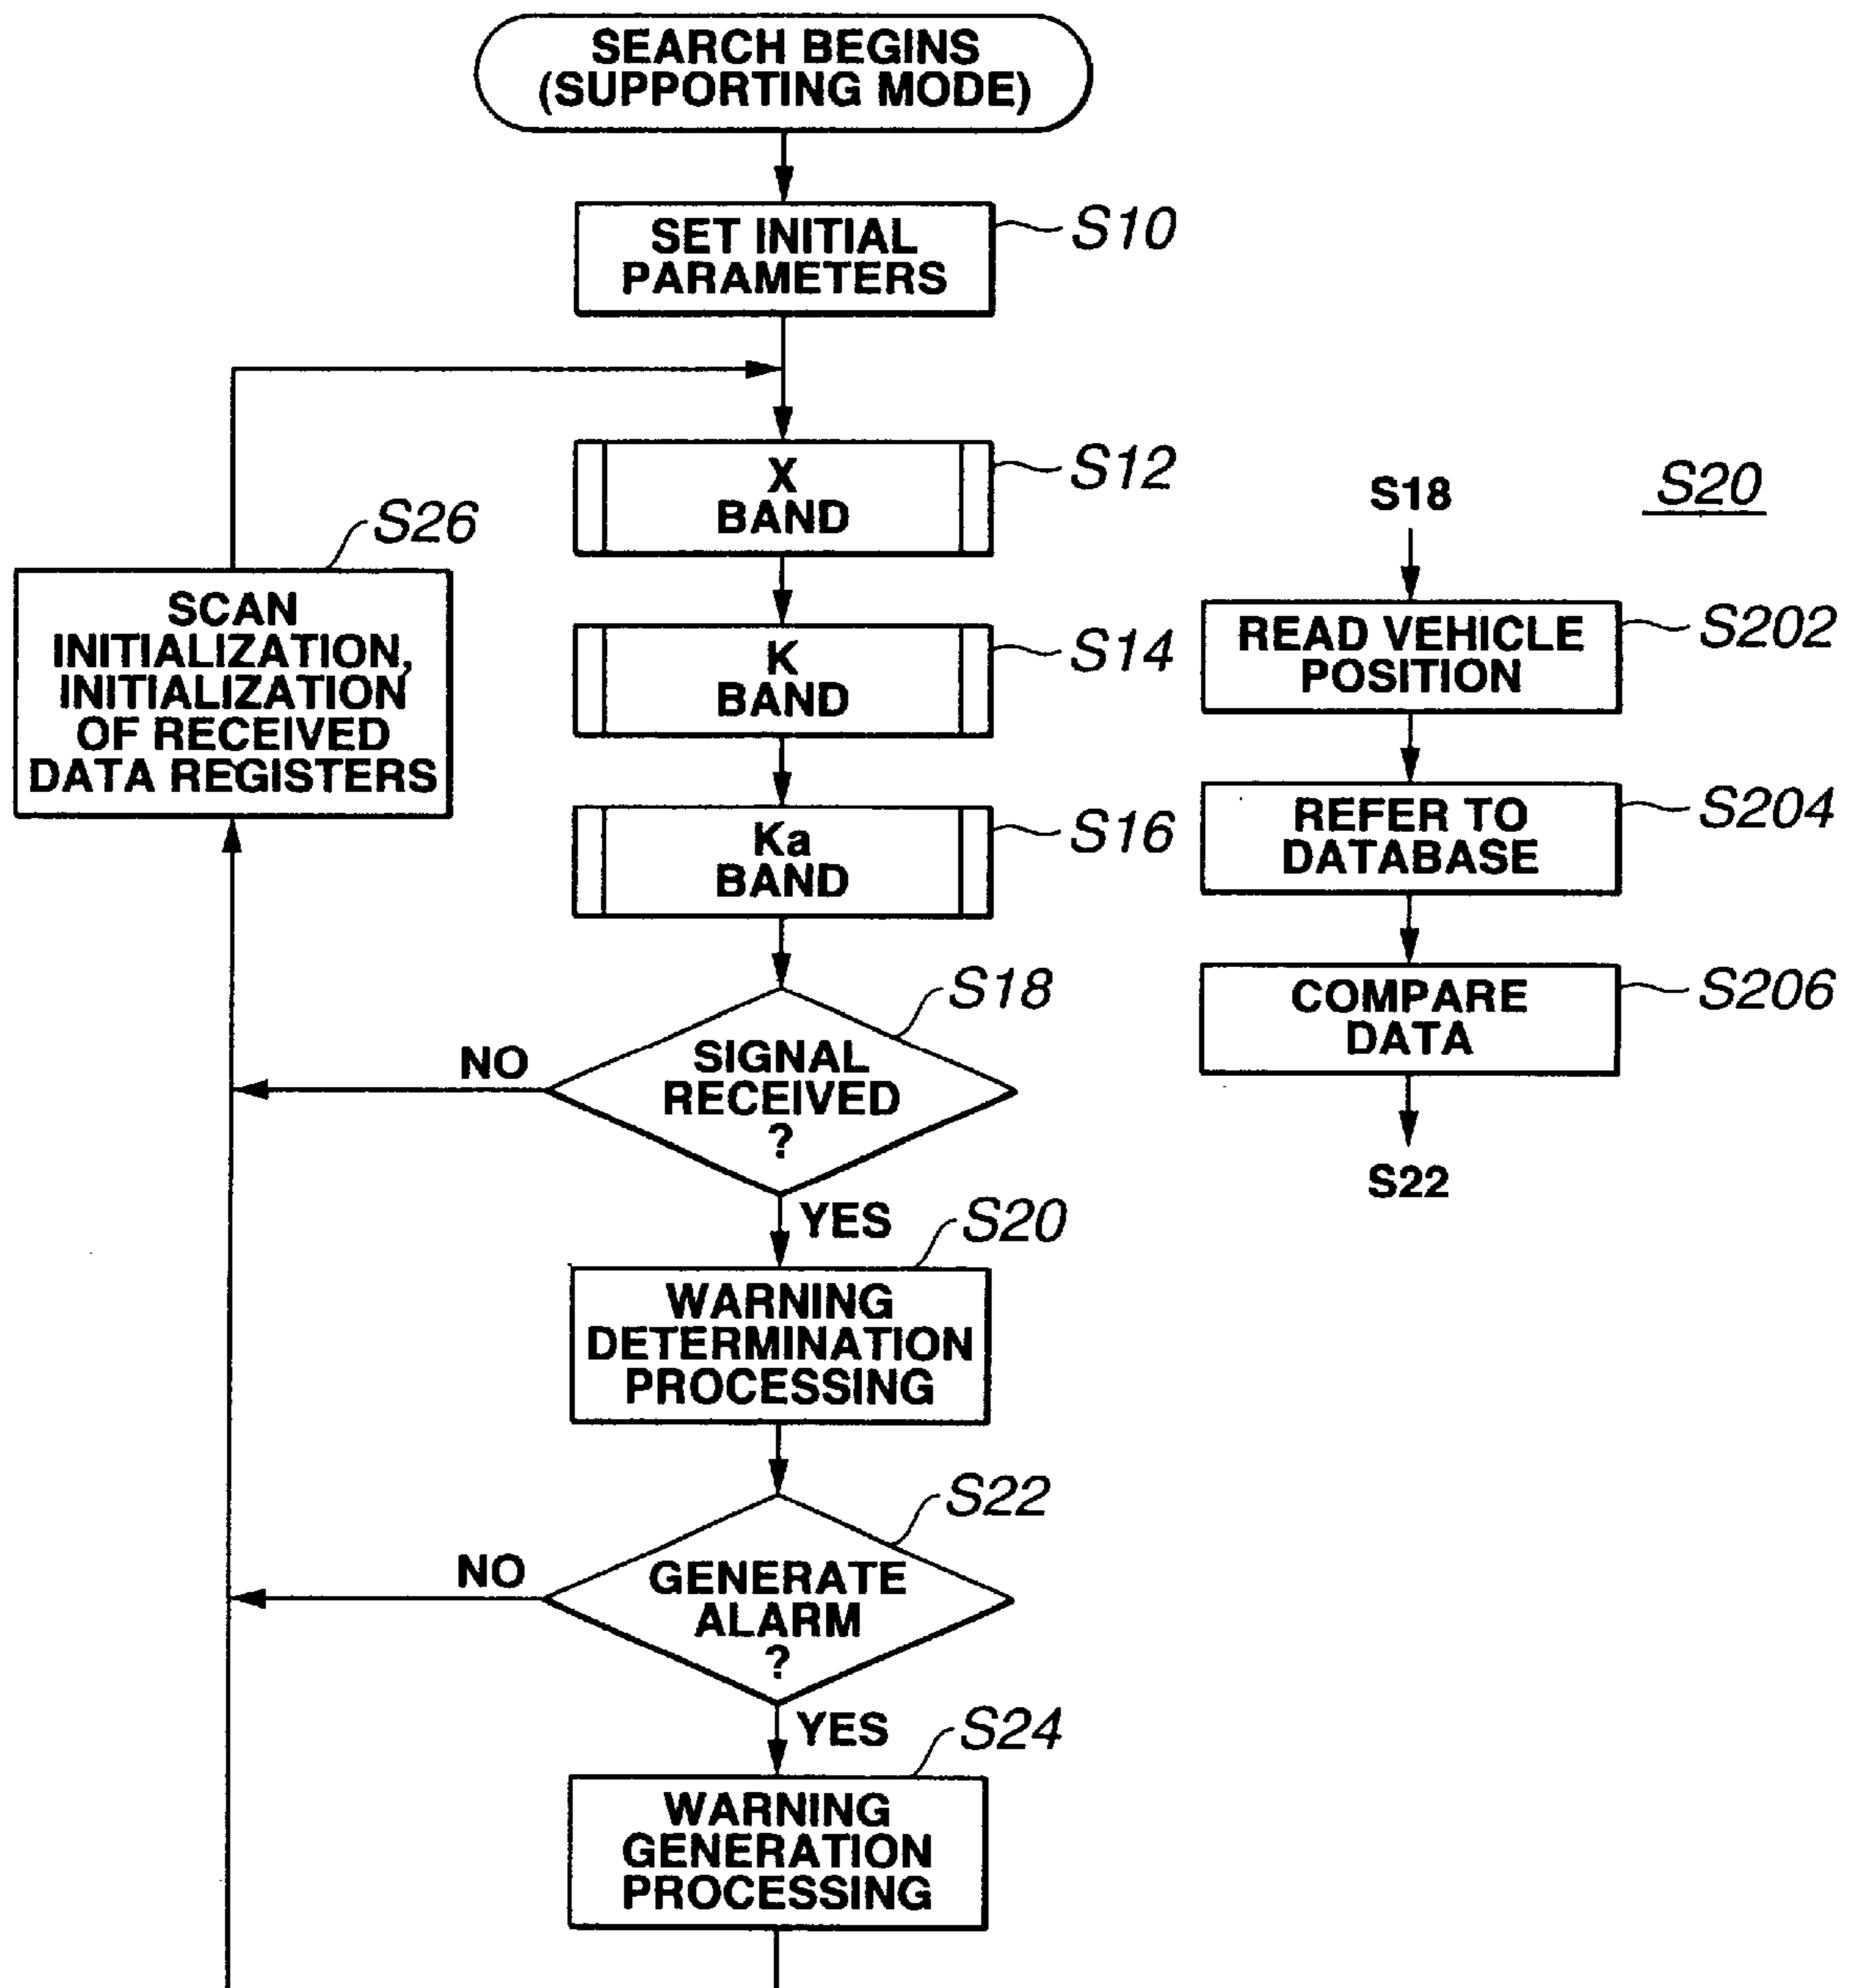 SEARCH BEGINS
(SUPPORTING MODE)
SET INITIAL
PARAMETERS
S10
X
BAND
S12
K
BAND
S14
Ka
BAND
S16
S26
SCAN
INITIALIZATION,
INITIALIZATION
OF RECEIVED
DATA REGISTERS
S18
SIGNAL
RECEIVED
?
NO
YES
S20
WARNING
DETERMINATION
PROCESSING
S22
GENERATE
ALARM
?
NO
YES
S24
WARNING
GENERATION
PROCESSING
S20
S18
READ VEHICLE
POSITION
S202
REFER TO
DATABASE
S204
COMPARE
DATA
S206
S22